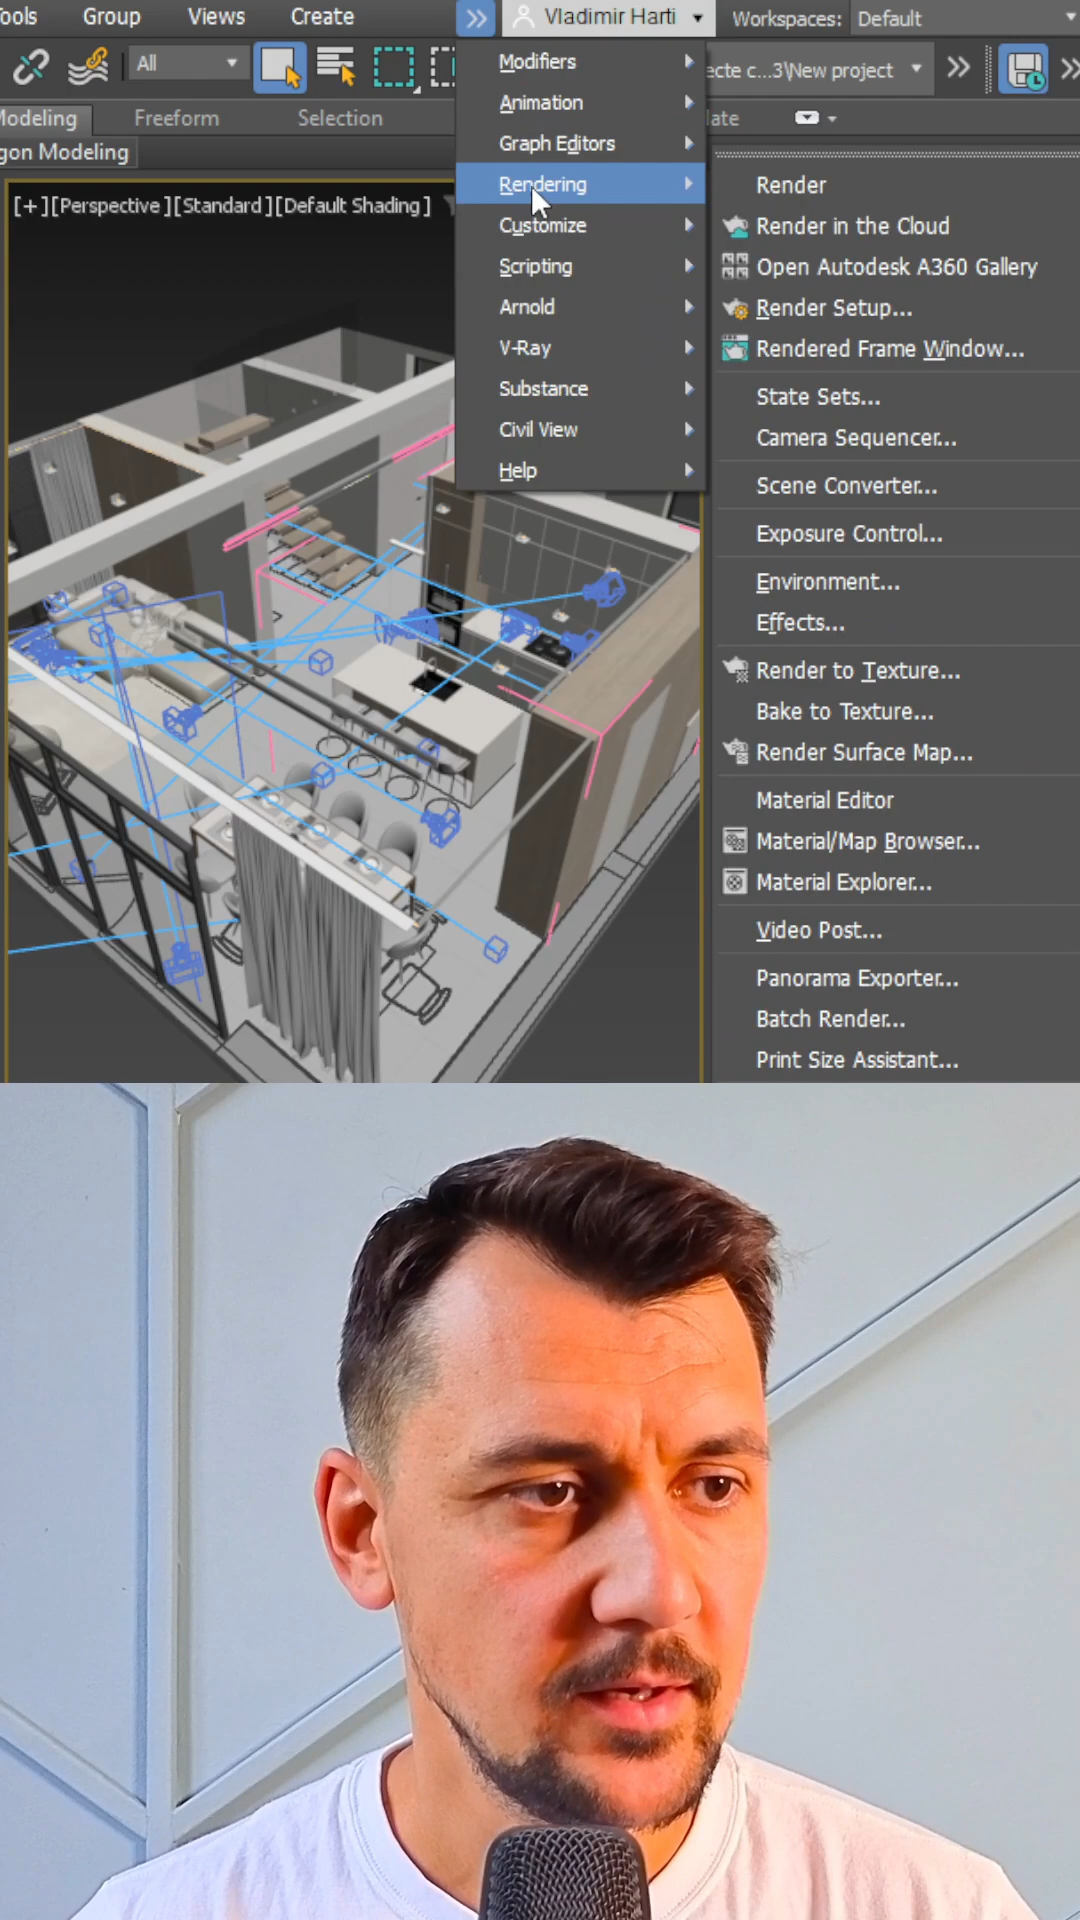 ools Group Views Create
Vladimir Harti
Workspaces: Default
All
ecte c...3\New project
Modeling Freeform Selection
late
gon Modeling
[+][Perspective][Standard][Default Shading]
Modifiers
Animation
Graph Editors
Rendering
Customize
Scripting
Arnold
V-Ray
Substance
Civil View
Help
Render
Render in the Cloud
Open Autodesk A360 Gallery
Render Setup...
Rendered Frame Window...
State Sets...
Camera Sequencer...
Scene Converter...
Exposure Control...
Environment...
Effects...
Render to Texture...
Bake to Texture...
Render Surface Map...
Material Editor
Material/Map Browser...
Material Explorer...
Video Post...
Panorama Exporter...
Batch Render...
Print Size Assistant...